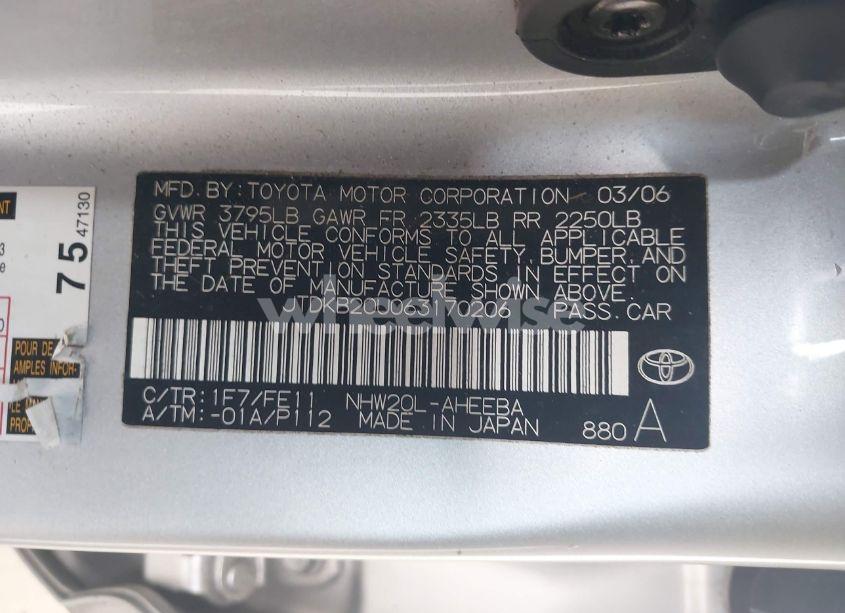 MFD. BY: TOYOTA MOTOR CORPORATION 03/06
GVWR 3795LB GAWR FR 2335LB RR 2250LB
THIS VEHICLE CONFORMS TO ALL APPLICABLE
FEDERAL MOTOR VEHICLE SAFETY, BUMPER, AND
THEFT PREVENTION STANDARDS IN EFFECT ON
THE DATE OF MANUFACTURE SHOWN ABOVE.
JTDKB20U063170206 PASS. CAR
C/TR: 1F7/FE11 NHW20L-AHEEBA
A/TM: -01A/P112 MADE IN JAPAN 880 A
wheelwise
75 47130
POUR DE
AMPLES INFOR-